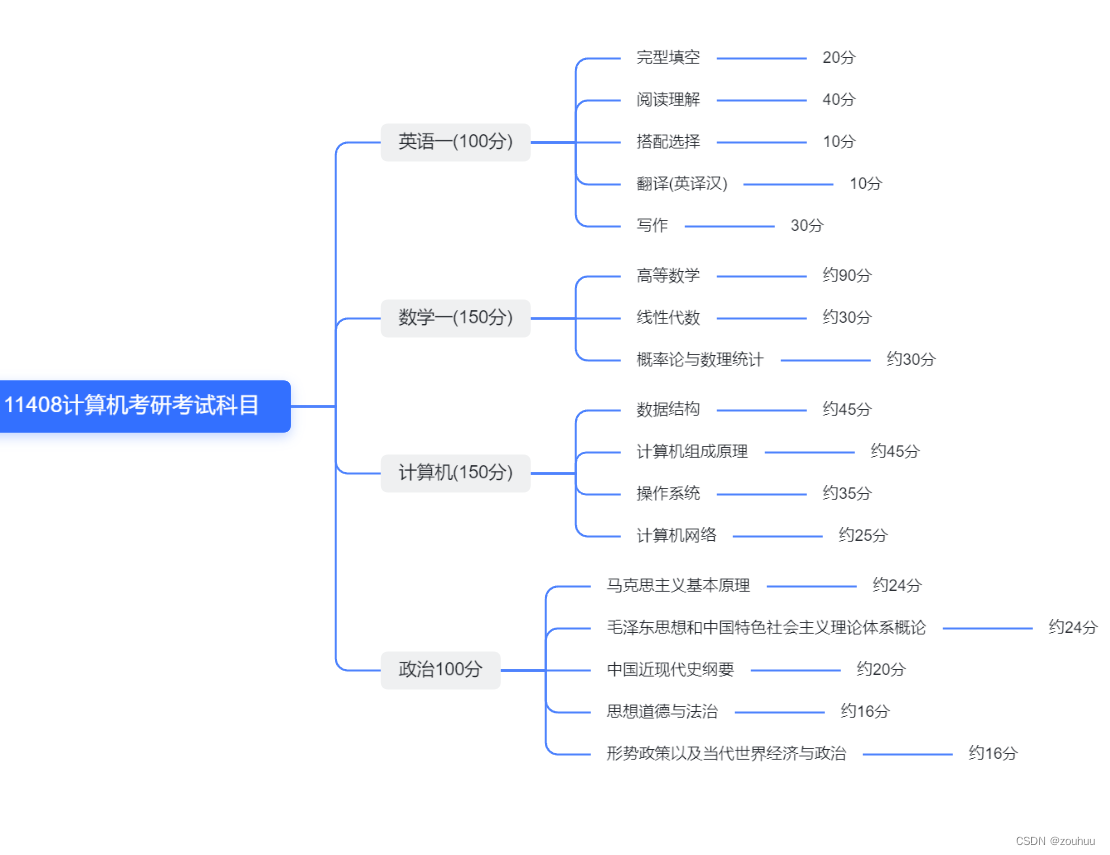 11408计算机考研考试科目
英语一(100分)
完型填空 20分
阅读理解 40分
搭配选择 10分
翻译(英译汉) 10分
写作 30分
数学一(150分)
高等数学 约90分
线性代数 约30分
概率论与数理统计 约30分
计算机(150分)
数据结构 约45分
计算机组成原理 约45分
操作系统 约35分
计算机网络 约25分
政治100分
马克思主义基本原理 约24分
毛泽东思想和中国特色社会主义理论体系概论 约24分
中国近现代史纲要 约20分
思想道德与法治 约16分
形势政策以及当代世界经济与政治 约16分
CSDN @zouhuu